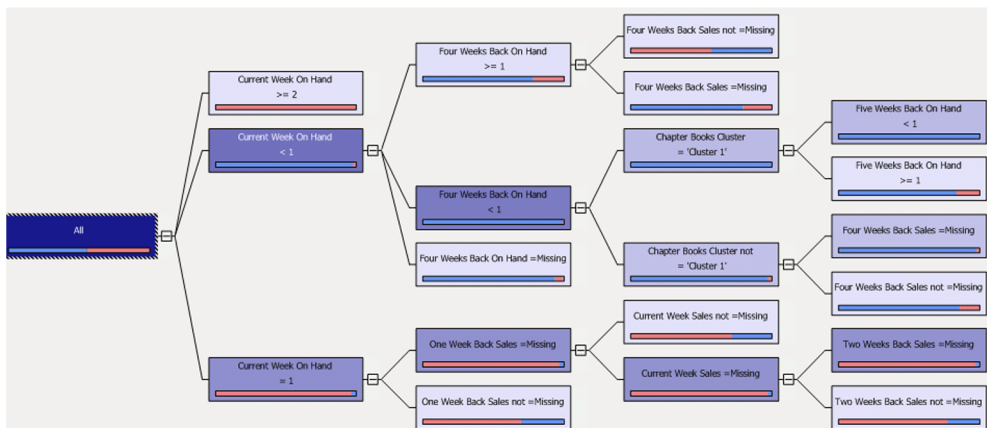 All
Current Week On Hand
>= 2
Current Week On Hand
< 1
Current Week On Hand
= 1
Four Weeks Back On Hand
>= 1
Four Weeks Back On Hand
< 1
Four Weeks Back On Hand =Missing
One Week Back Sales =Missing
One Week Back Sales not =Missing
Four Weeks Back Sales not =Missing
Four Weeks Back Sales =Missing
Chapter Books Cluster
= 'Cluster 1'
Chapter Books Cluster not
= 'Cluster 1'
Current Week Sales not =Missing
Current Week Sales =Missing
Five Weeks Back On Hand
< 1
Five Weeks Back On Hand
>= 1
Four Weeks Back Sales =Missing
Four Weeks Back Sales not =Missing
Two Weeks Back Sales =Missing
Two Weeks Back Sales not =Missing